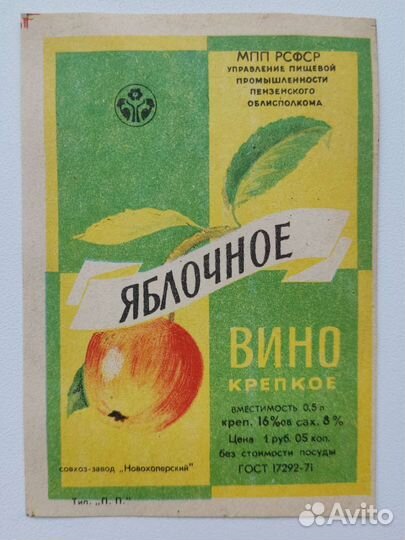 МПП РСФСР
УПРАВЛЕНИЕ ПИЩЕВОЙ
ПРОМЫШЛЕННОСТИ
ПЕНЗЕНСКОГО
ОБЛИСПОЛКОМА
ЯБЛОЧНОЕ
ВИНО
КРЕПКОЕ
ВМЕСТИМОСТЬ 0,5 л
креп. 16%об сах. 8%
Цена 1 руб. 05 коп.
без стоимости посуды
ГОСТ 17292-71
совхоз-завод „Новохоперский"
Тип. „П. П."
Avito